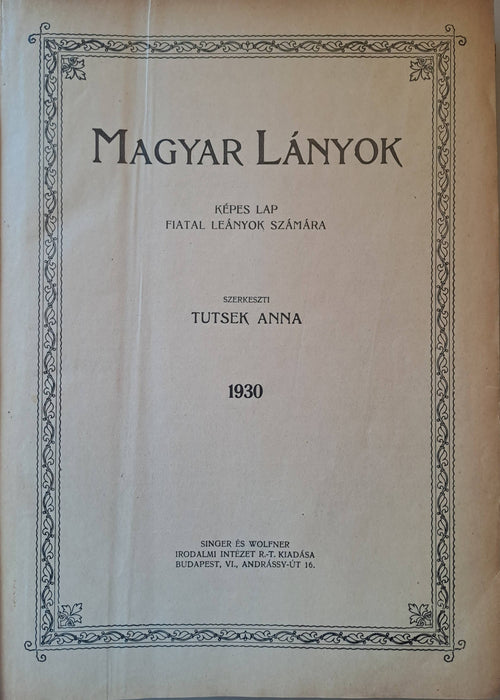 MAGYAR LÁNYOK
KÉPES LAP
FIATAL LEÁNYOK SZÁMÁRA
SZERKESZTI
TUTSEK ANNA
1930
SINGER ÉS WOLFNER
IRODALMI INTÉZET R.-T. KIADÁSA
BUDAPEST, VI., ANDRÁSSY-ÚT 16.